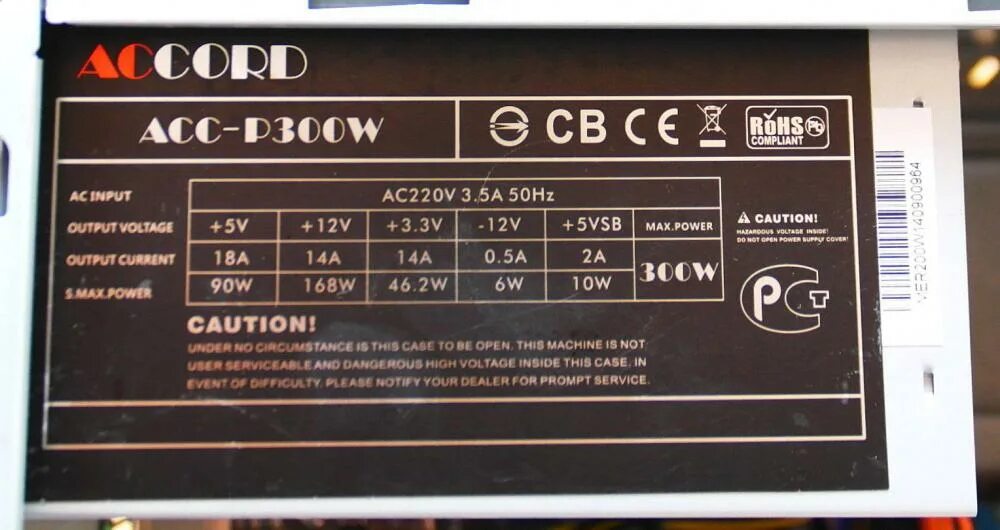 ACCORD
ACC-P300W
CB CE RoHS Pb
COMPLIANT
AC INPUT AC220V 3.5A 50Hz
OUTPUT VOLTAGE +5V +12V +3.3V -12V +5VSB MAX.POWER
OUTPUT CURRENT 18A 14A 14A 0.5A 2A 300W
S.MAX.POWER 90W 168W 46.2W 6W 10W
CAUTION!
HAZARDOUS VOLTAGE INSIDE!
DO NOT OPEN POWER SUPPLY COVER!
PCT
CAUTION!
UNDER NO CIRCUMSTANCE IS THIS CASE TO BE OPEN. THIS MACHINE IS NOT
USER SERVICEABLE AND DANGEROUS HIGH VOLTAGE INSIDE THIS CASE. IN
EVENT OF DIFFICULTY. PLEASE NOTIFY YOUR DEALER FOR PROMPT SERVICE.
MER200W140900964